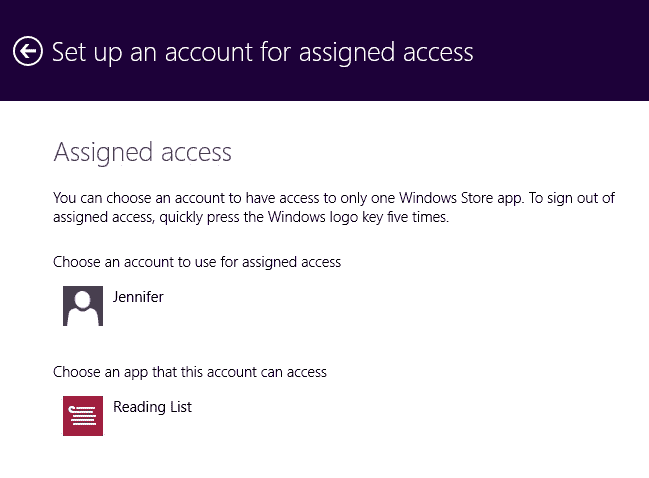 Set up an account for assigned access
Assigned access
You can choose an account to have access to only one Windows Store app. To sign out of
assigned access, quickly press the Windows logo key five times.
Choose an account to use for assigned access
Jennifer
Choose an app that this account can access
Reading List